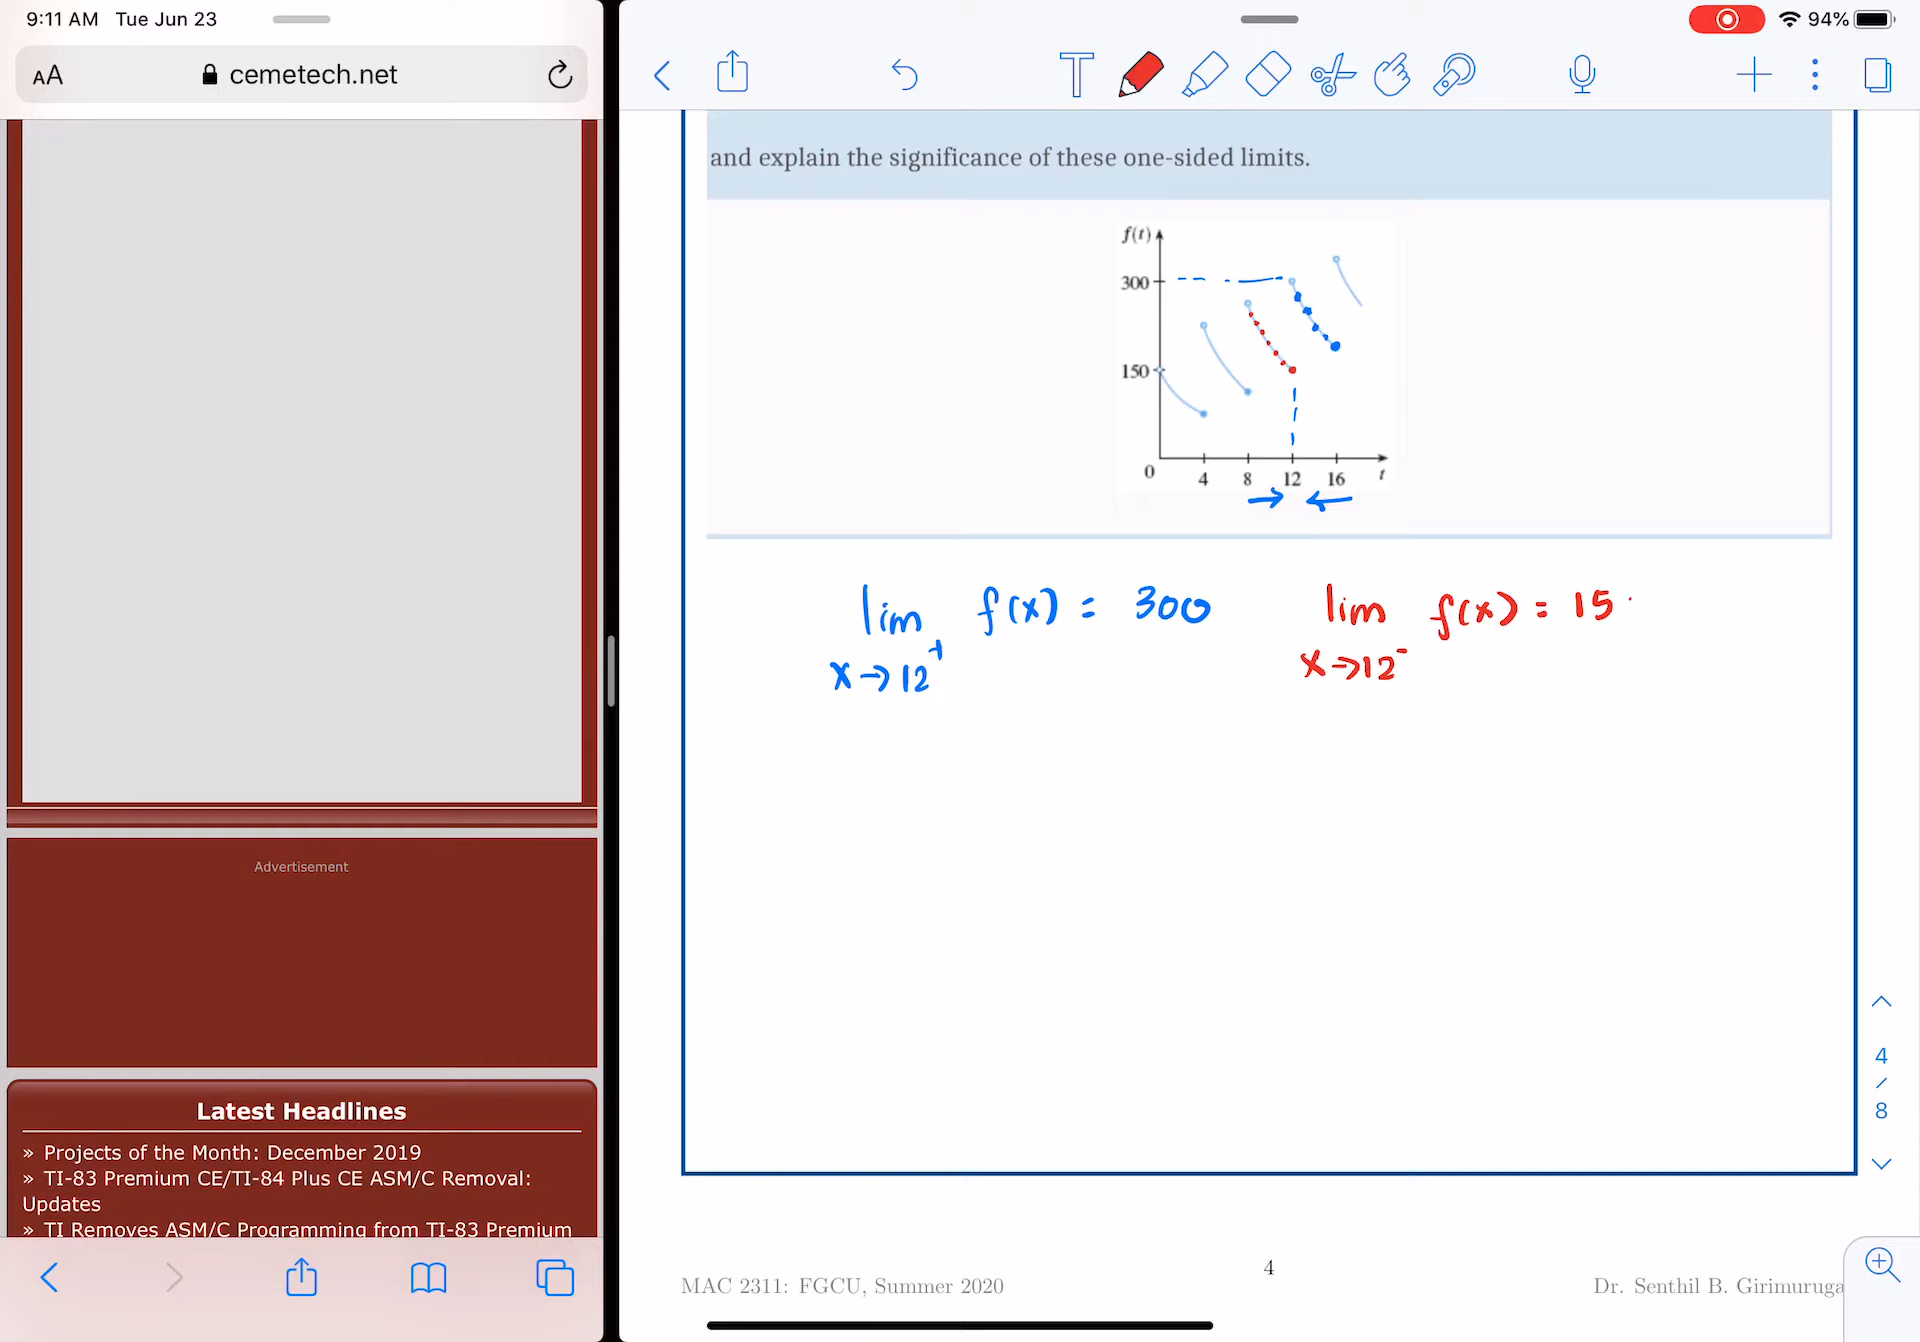 9:11 AM Tue Jun 23
94%
AA cemetech.net
Advertisement
Latest Headlines
» Projects of the Month: December 2019
» TI-83 Premium CE/TI-84 Plus CE ASM/C Removal:
Updates
» TI Removes ASM/C Programming from TI-83 Premium
T
and explain the significance of these one-sided limits.
f(t)
300
150
0 4 8 12 16 t
lim f(x) = 300
x→12⁺
lim f(x) = 15
x→12⁻
4
/
8
4
MAC 2311: FGCU, Summer 2020
Dr. Senthil B. Girimuruga